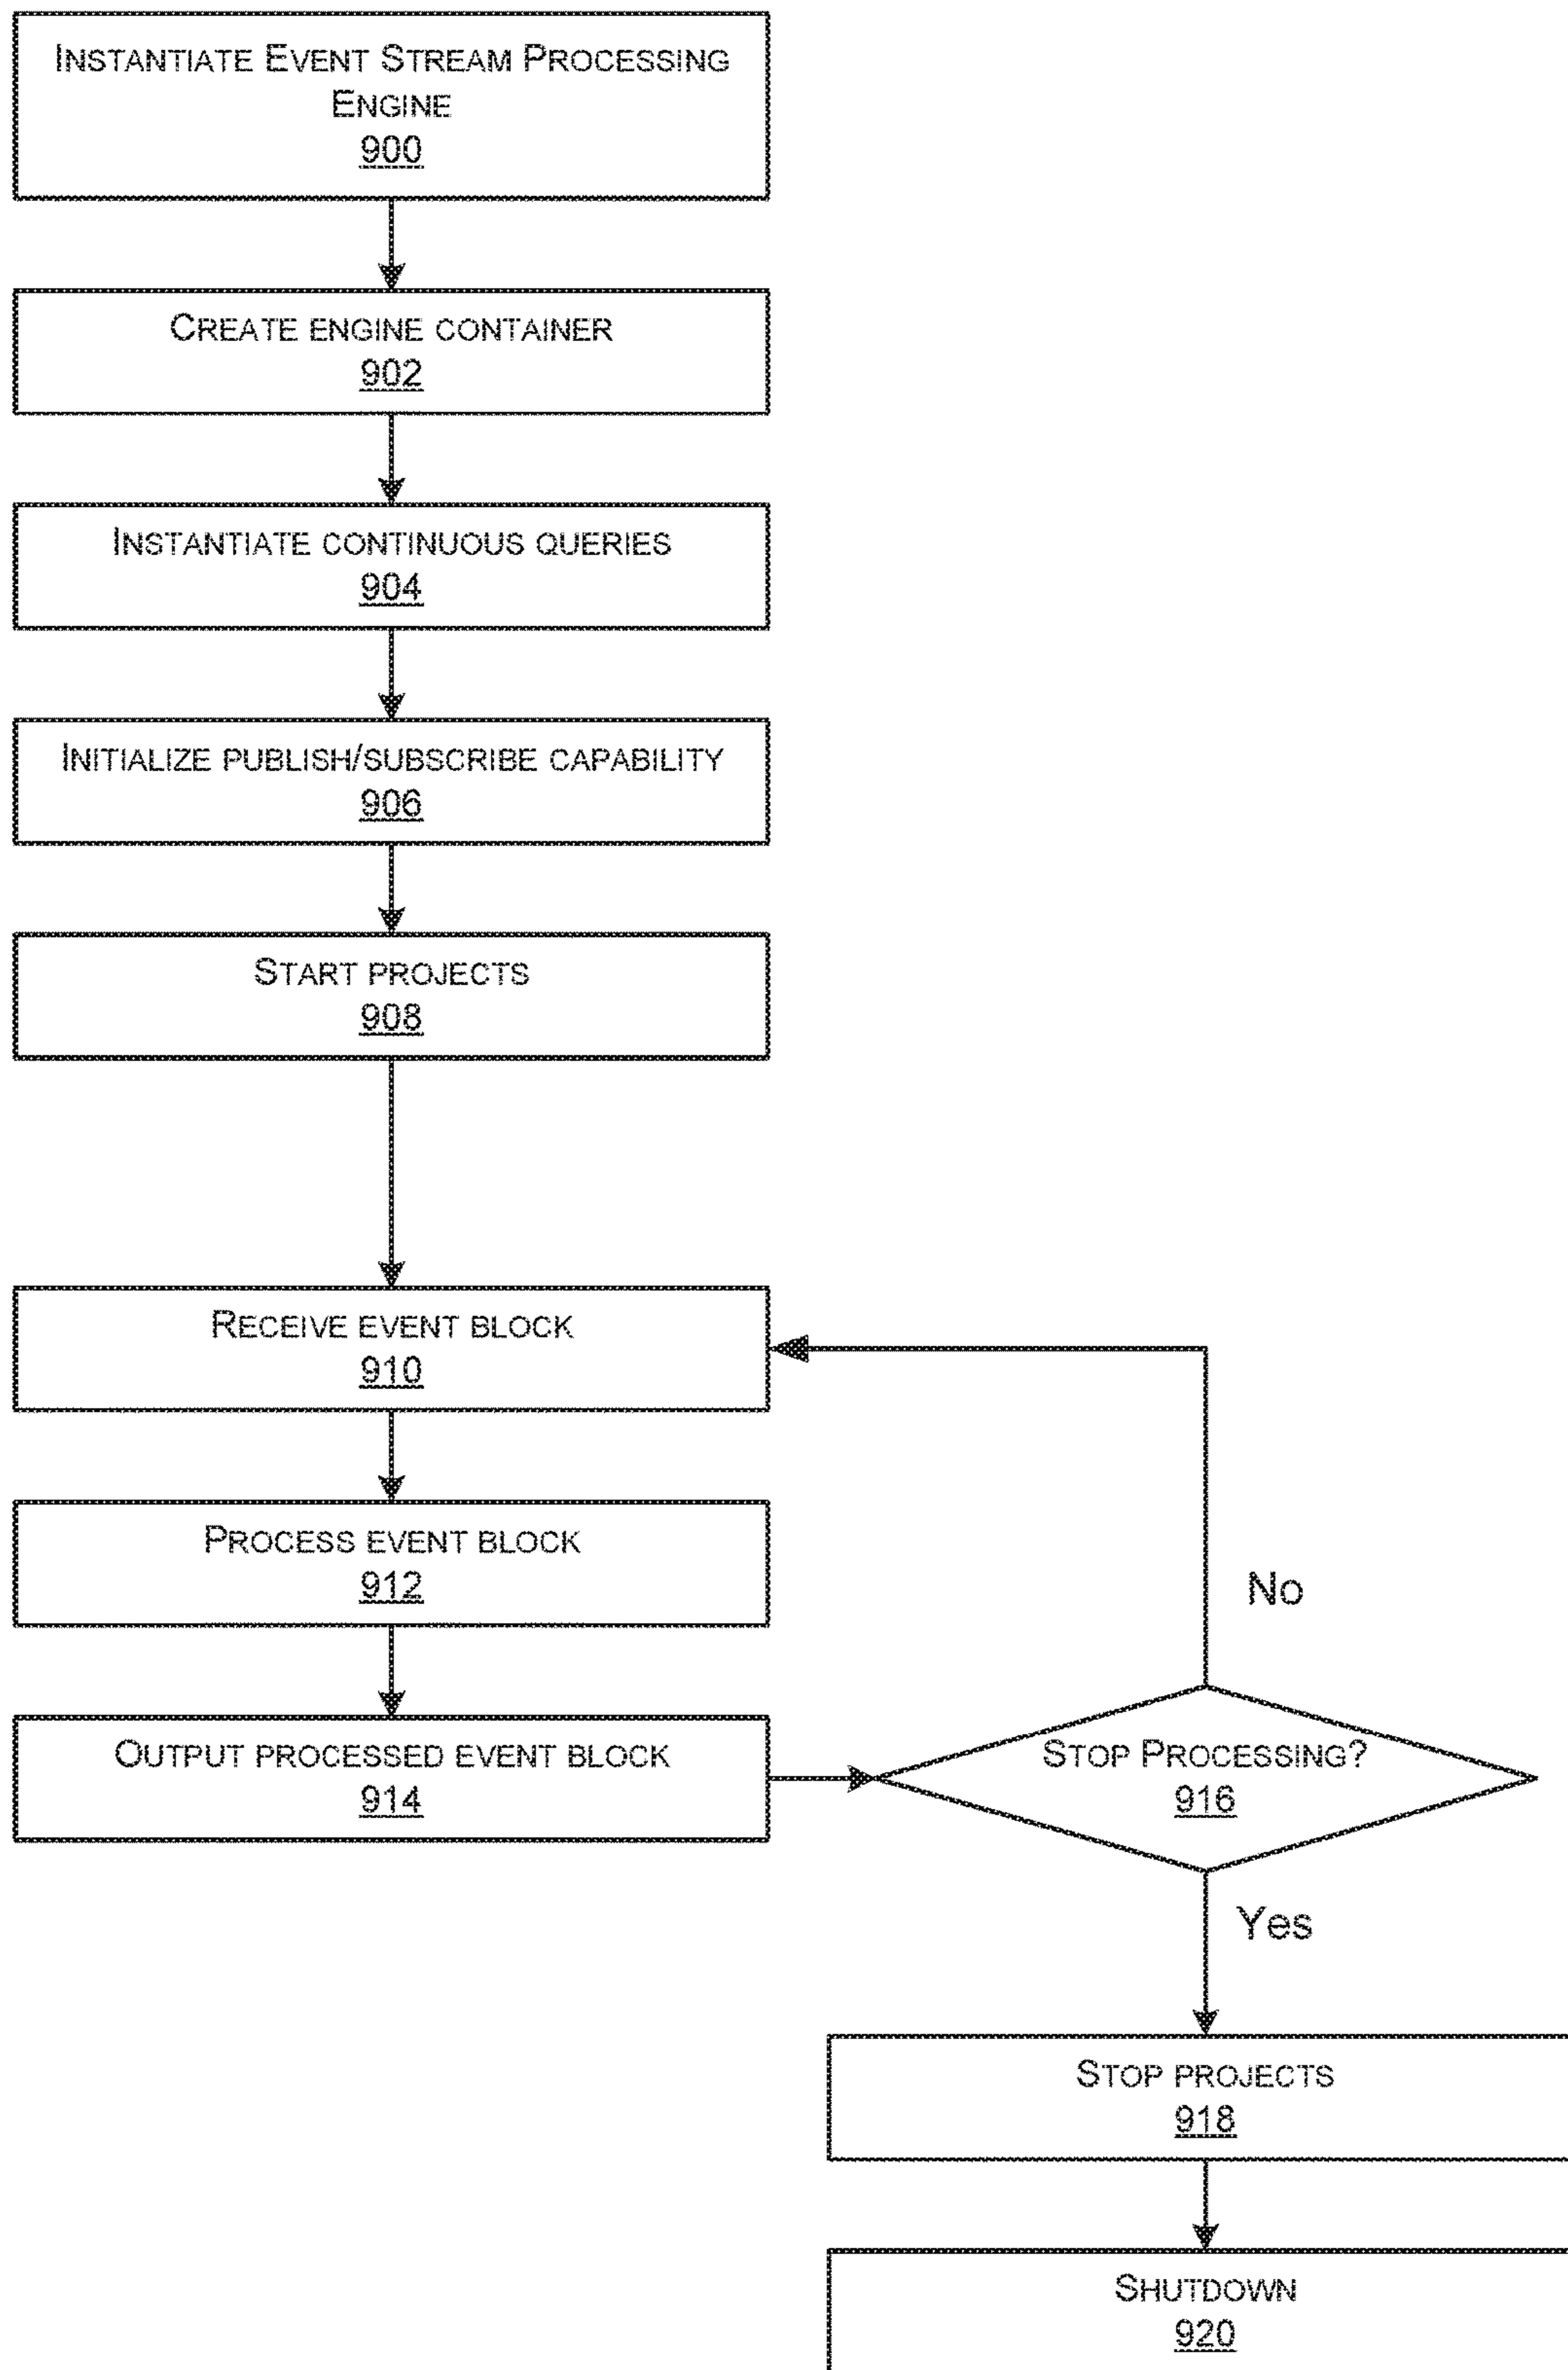 Instantiate Event Stream Processing
Engine
900
Create engine container
902
Instantiate continuous queries
904
Initialize publish/subscribe capability
906
Start projects
908
Receive event block
910
Process event block
912
No
Output processed event block
914
Stop Processing?
916
Yes
Stop projects
918
Shutdown
920